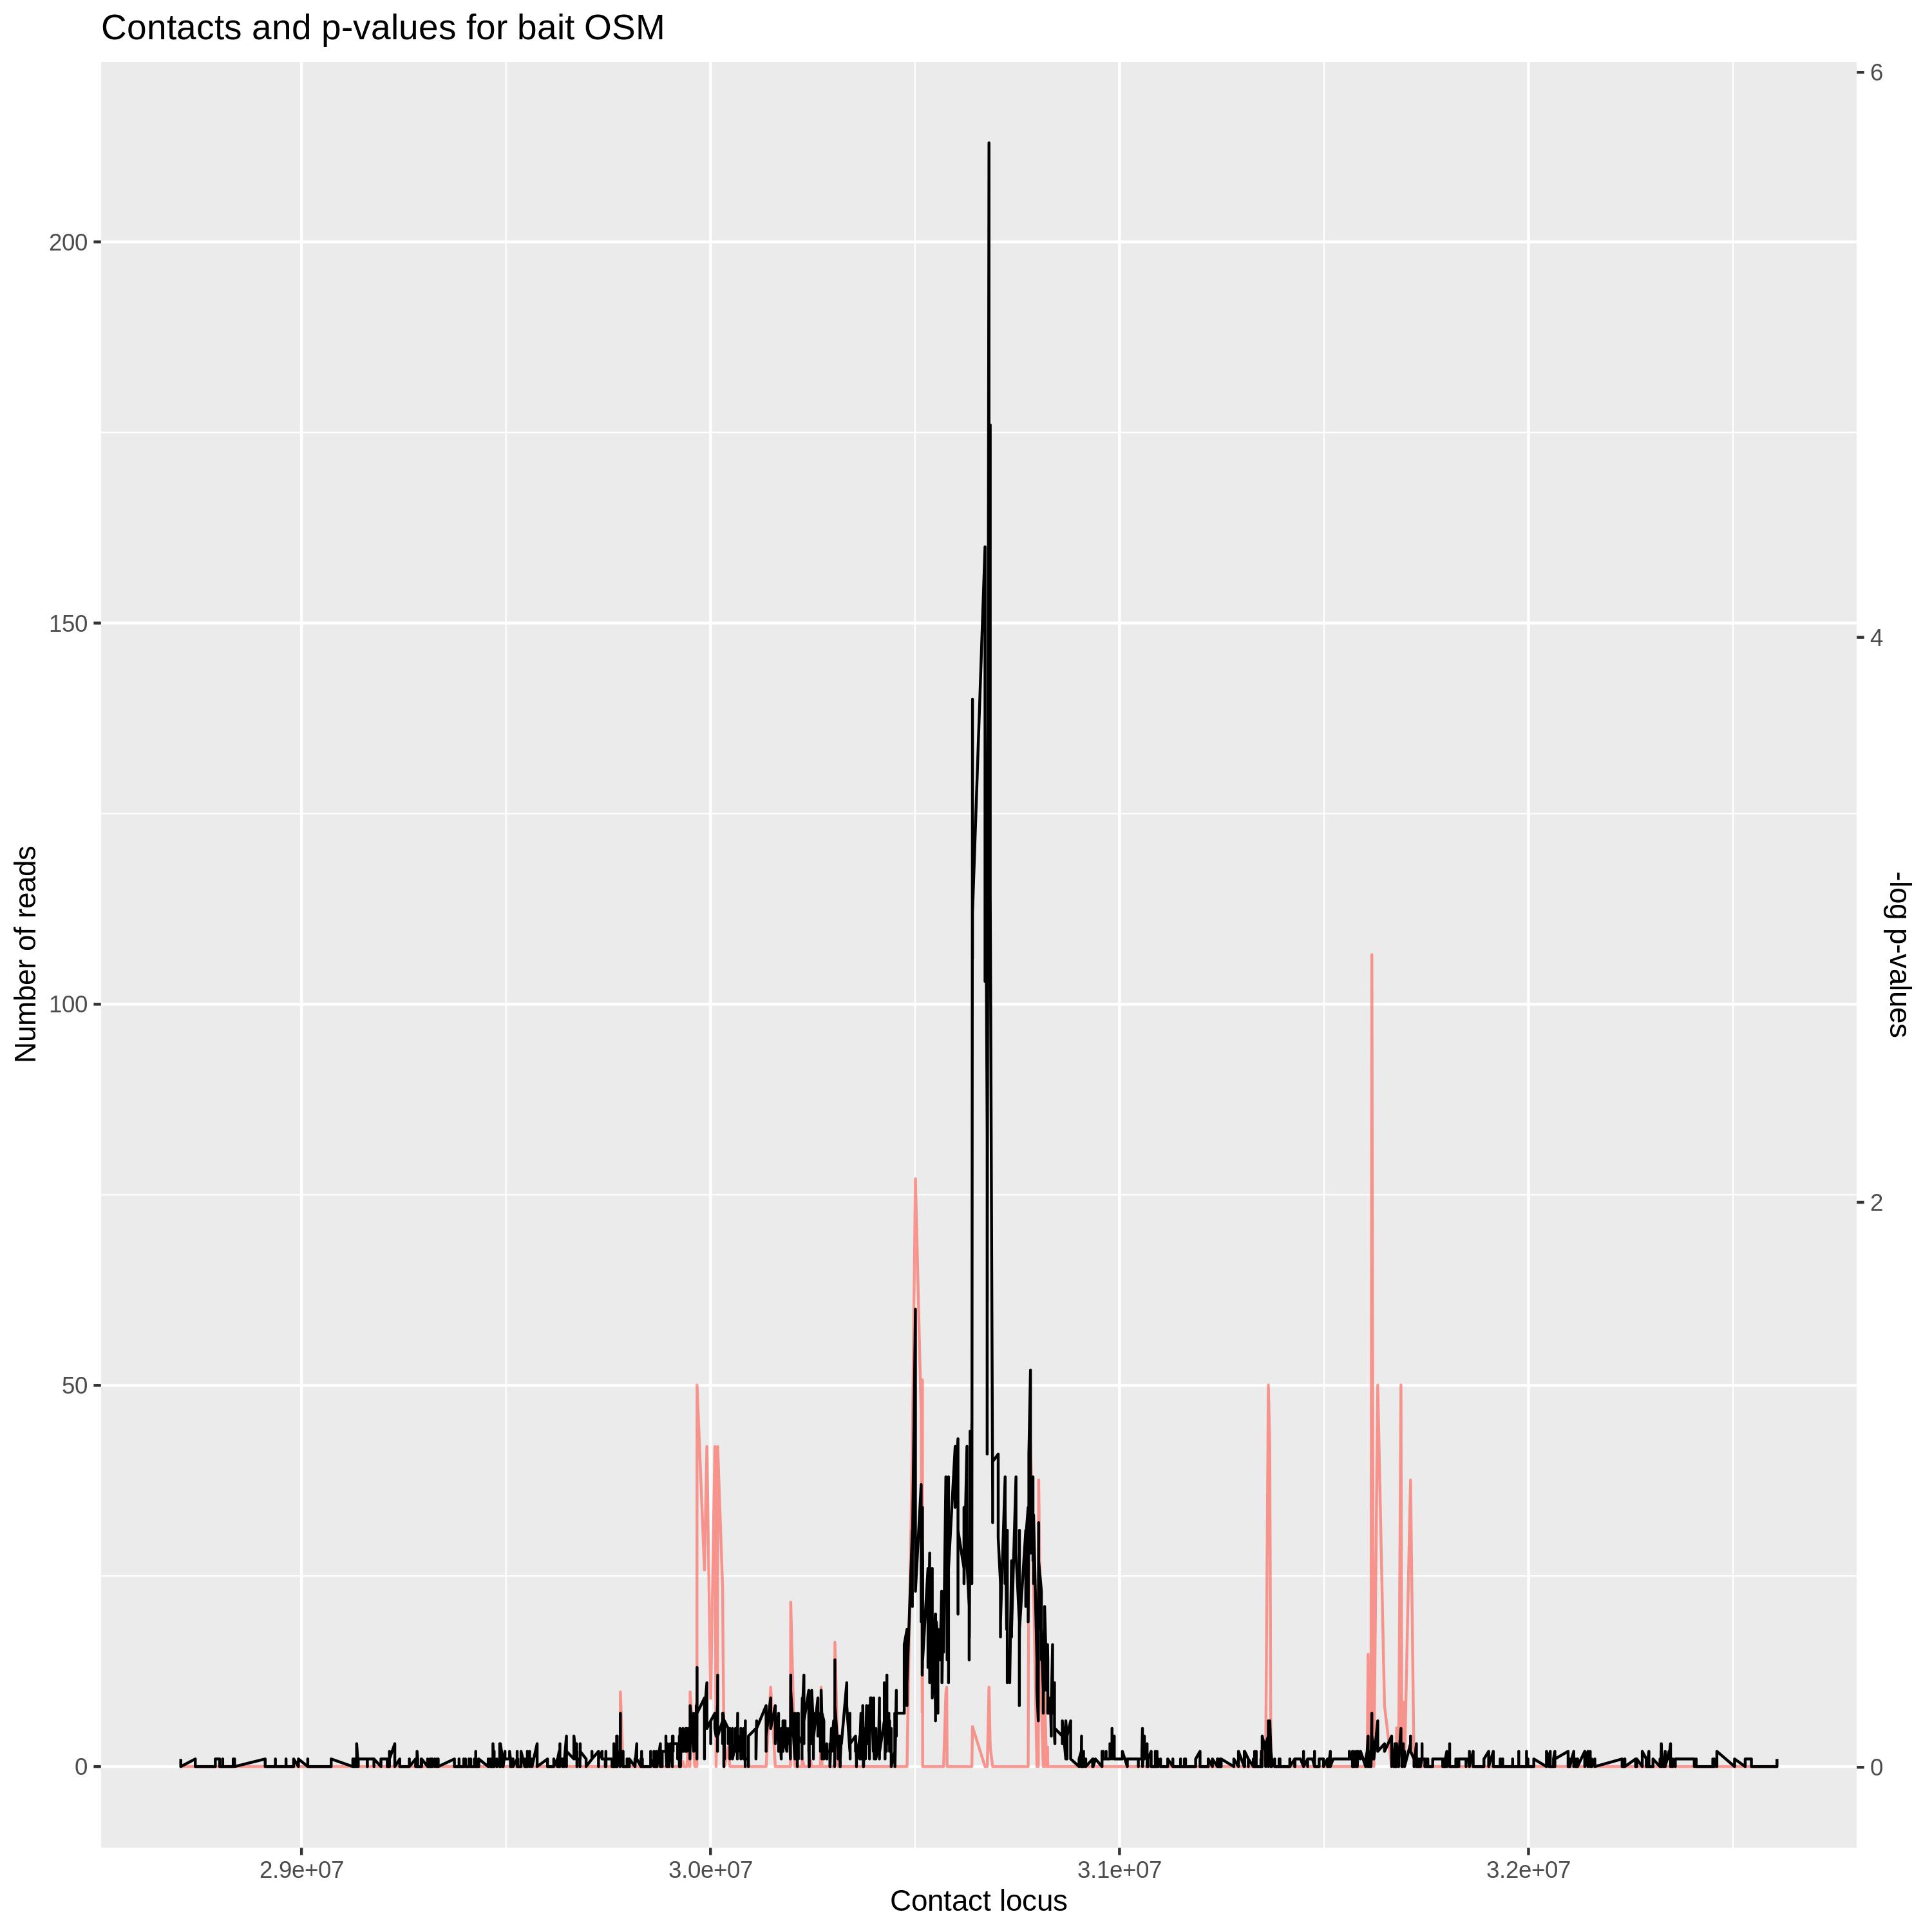 Contacts and p-values for bait OSM
6
200
150
4
Number of reads
-log p-values
100
2
50
0
0
2.9e+07
3.0e+07
3.1e+07
3.2e+07
Contact locus